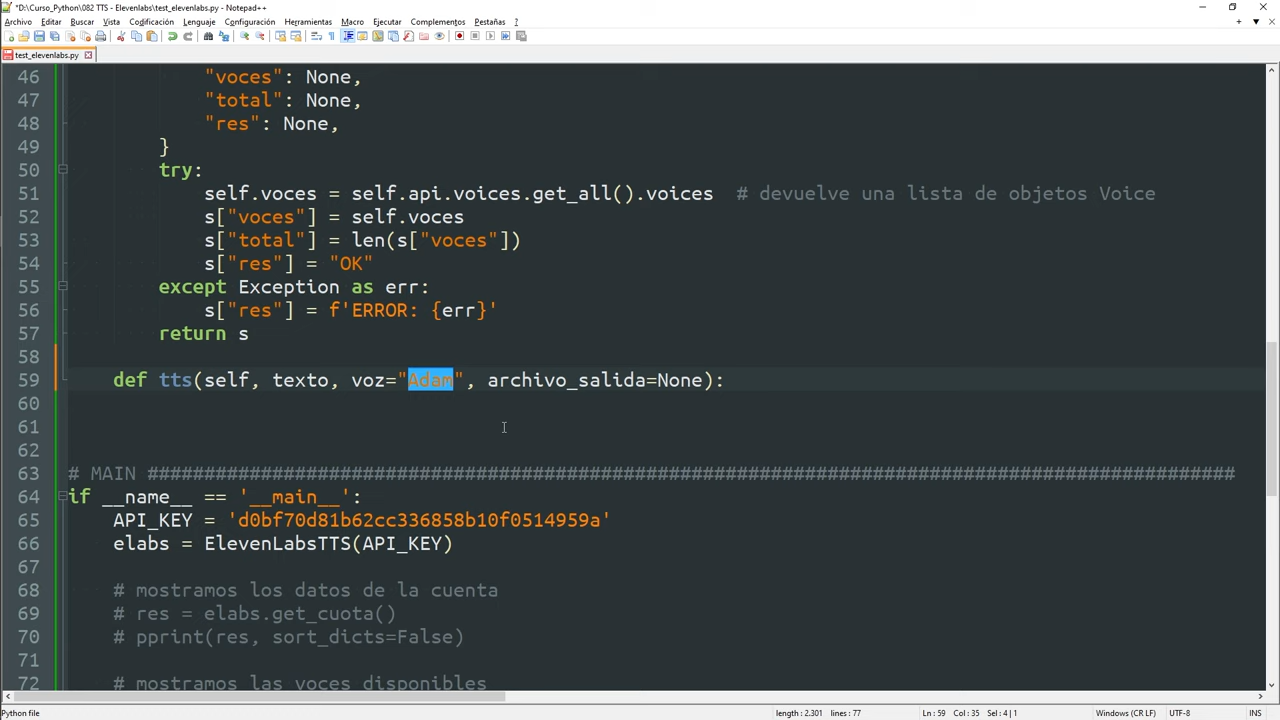 *D:\Curso_Python\082 TTS - Elevenlabs\test_elevenlabs.py - Notepad++
Archivo Editar Buscar Vista Codificación Lenguaje Configuración Herramientas Macro Ejecutar Complementos Pestañas ?
test_elevenlabs.py
46 "voces": None,
47 "total": None,
48 "res": None,
49 }
50 try:
51 self.voces = self.api.voices.get_all().voices # devuelve una lista de objetos Voice
52 s["voces"] = self.voces
53 s["total"] = len(s["voces"])
54 s["res"] = "OK"
55 except Exception as err:
56 s["res"] = f'ERROR: {err}'
57 return s
58
59 def tts(self, texto, voz="Adam", archivo_salida=None):
60
61
62
63 # MAIN ################################################################################################
64 if __name__ == '__main__':
65 API_KEY = 'd0bf70d81b62cc336858b10f0514959a'
66 elabs = ElevenLabsTTS(API_KEY)
67
68 # mostramos los datos de la cuenta
69 # res = elabs.get_cuota()
70 # pprint(res, sort_dicts=False)
71
72 # mostramos las voces disponibles
Python file length : 2.301 lines : 77 Ln : 59 Col : 35 Sel : 4 | 1 Windows (CR LF) UTF-8 INS